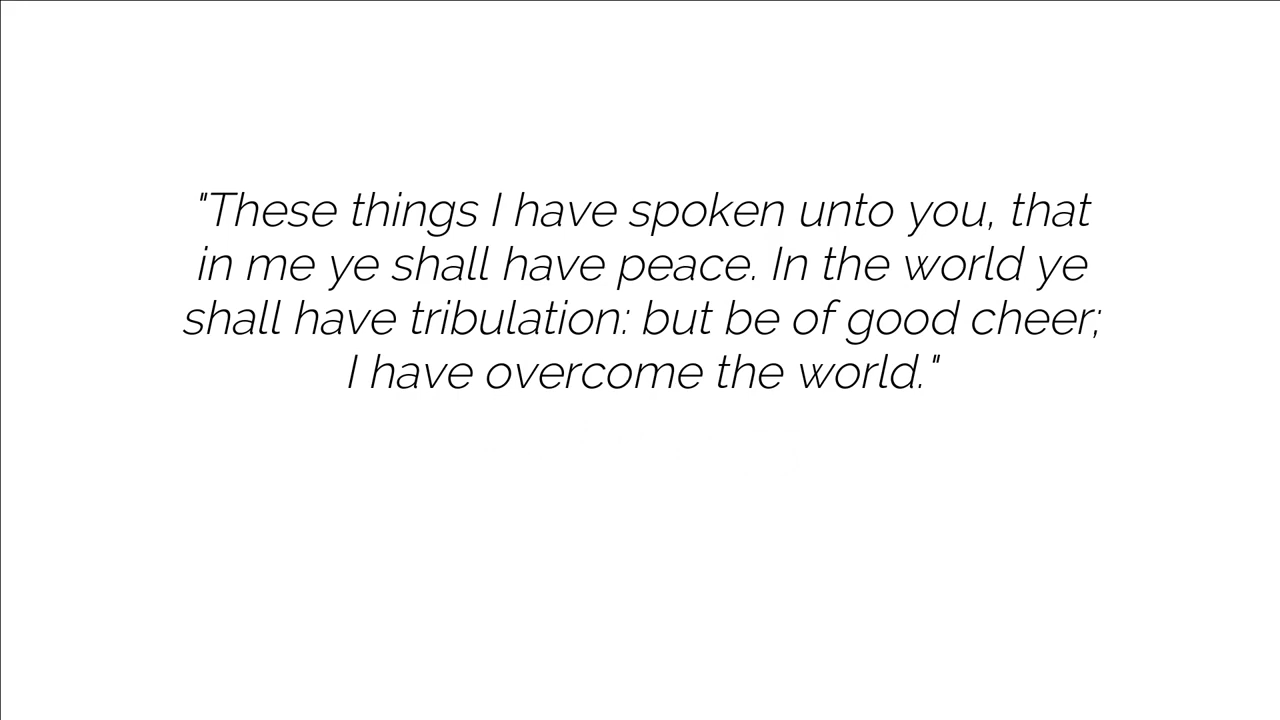 "These things I have spoken unto you, that
in me ye shall have peace. In the world ye
shall have tribulation: but be of good cheer;
I have overcome the world."